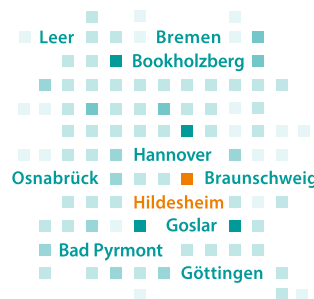 Leer Bremen
Bookholzberg
Hannover
Osnabrück Braunschweig
Hildesheim
Goslar
Bad Pyrmont
Göttingen